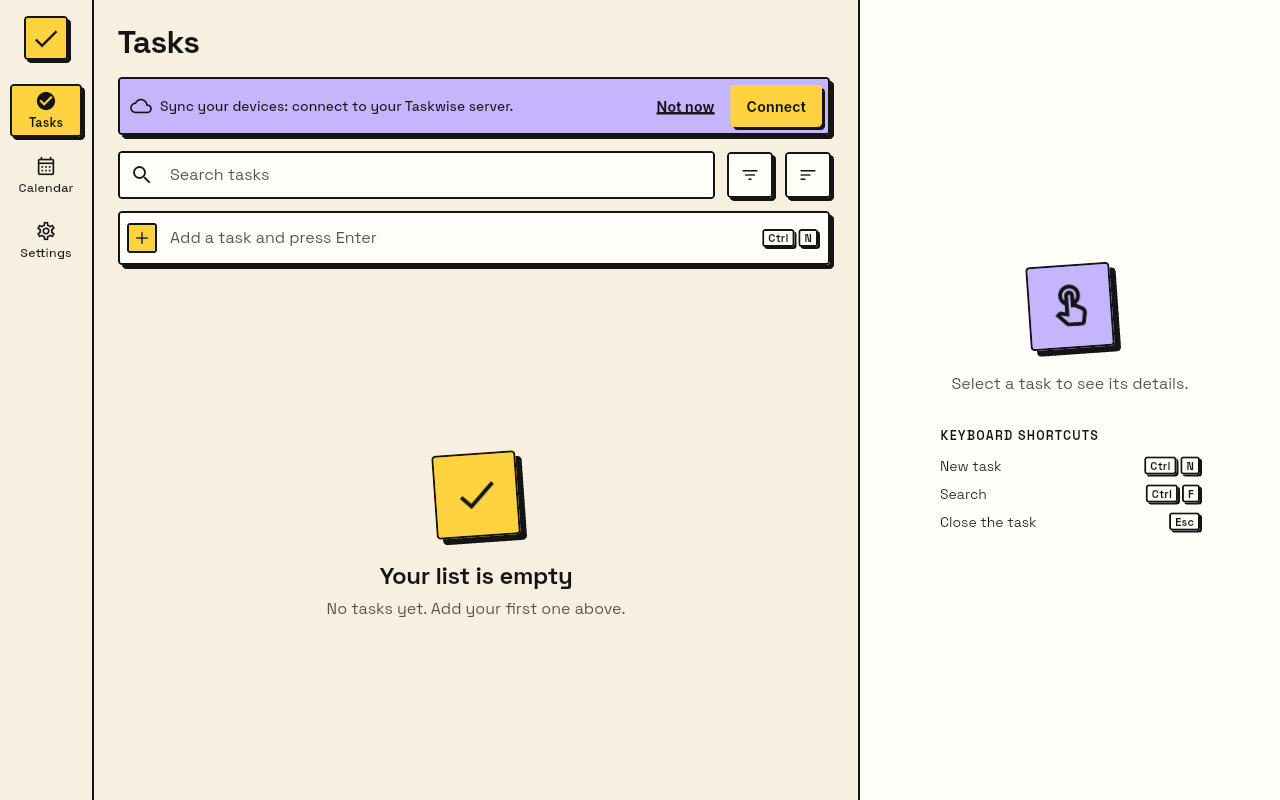 Tasks
Tasks
Calendar
Settings
Sync your devices: connect to your Taskwise server.
Not now
Connect
Search tasks
Add a task and press Enter
Ctrl N
Your list is empty
No tasks yet. Add your first one above.
Select a task to see its details.
KEYBOARD SHORTCUTS
New task Ctrl N
Search Ctrl F
Close the task Esc